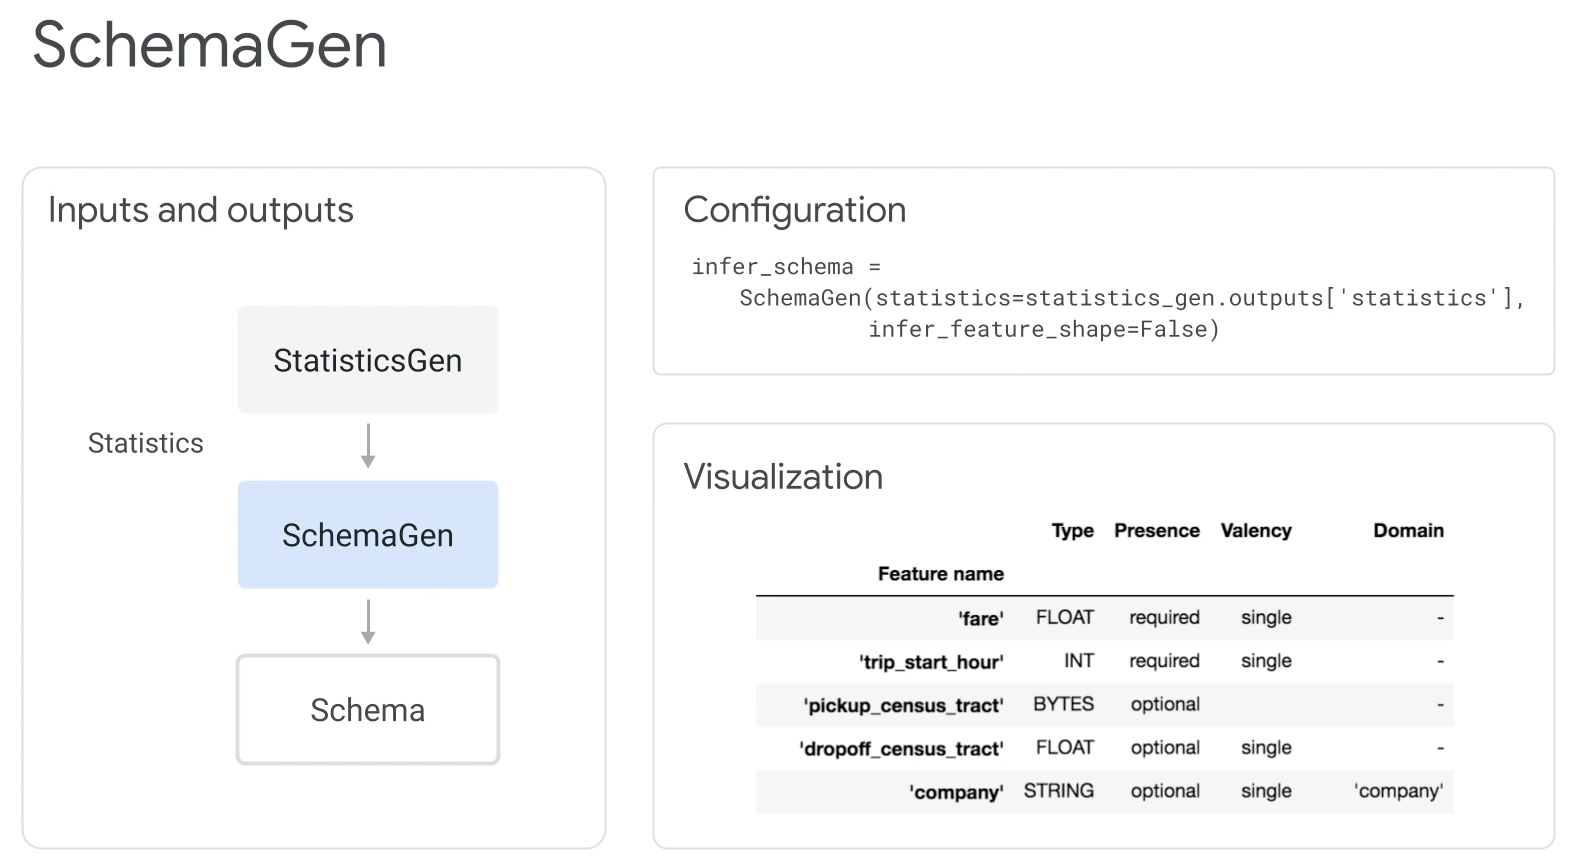 SchemaGen
Inputs and outputs
StatisticsGen
Statistics
SchemaGen
Schema
Configuration
infer_schema =
SchemaGen(statistics=statistics_gen.outputs['statistics'],
infer_feature_shape=False)
Visualization
Type Presence Valency Domain
Feature name
'fare' FLOAT required single -
'trip_start_hour' INT required single -
'pickup_census_tract' BYTES optional -
'dropoff_census_tract' FLOAT optional single -
'company' STRING optional single 'company'